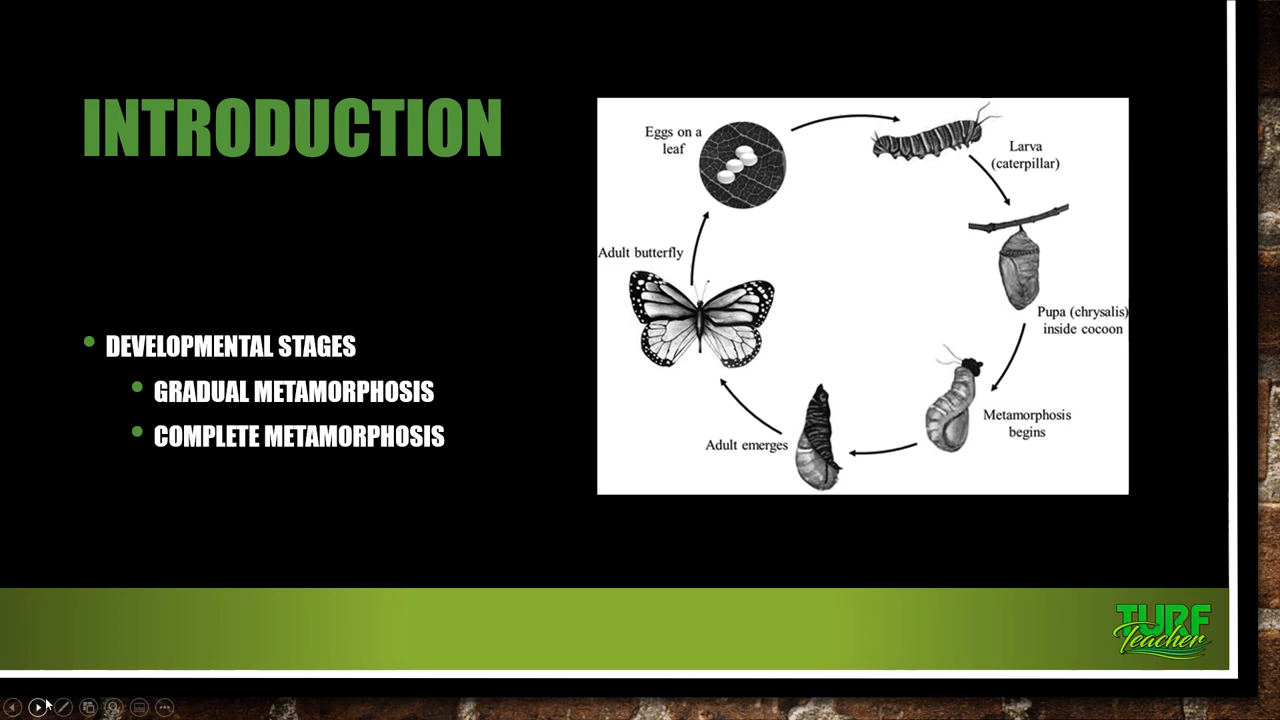 INTRODUCTION
DEVELOPMENTAL STAGES
GRADUAL METAMORPHOSIS
COMPLETE METAMORPHOSIS
Eggs on a
leaf
Larva
(caterpillar)
Pupa (chrysalis)
inside cocoon
Metamorphosis
begins
Adult emerges
Adult butterfly
TURF
Teacher